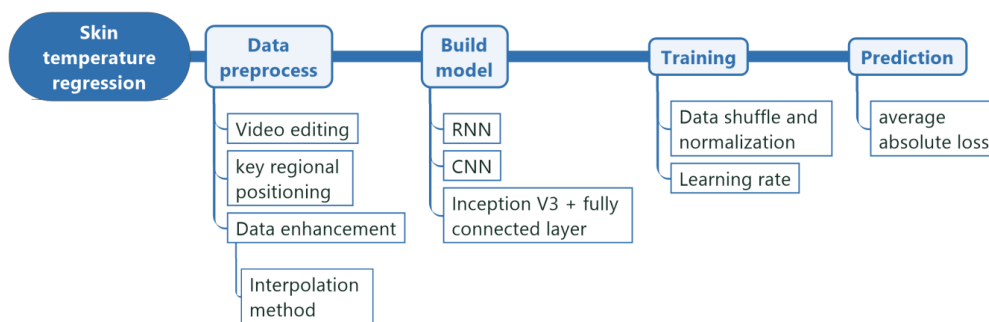 Skin
temperature
regression
Data
preprocess
Video editing
key regional
positioning
Data enhancement
Interpolation
method
Build
model
RNN
CNN
Inception V3 + fully
connected layer
Training
Data shuffle and
normalization
Learning rate
Prediction
average
absolute loss